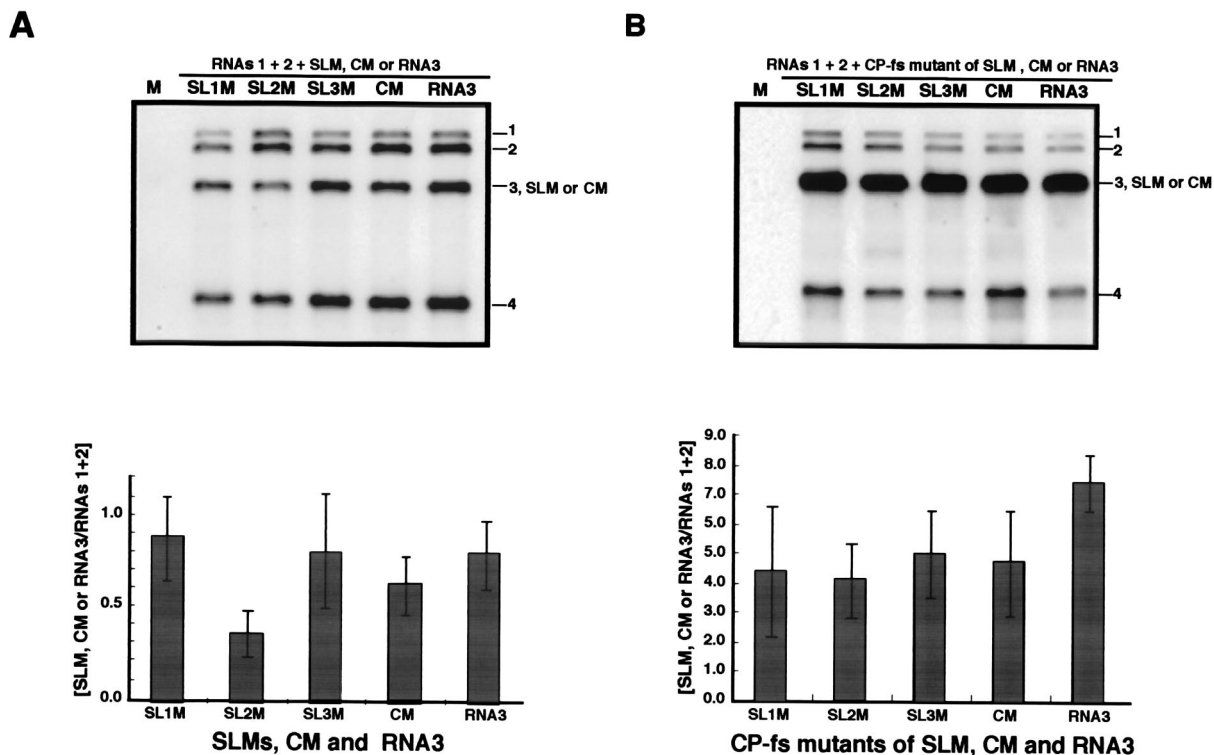 A
RNAs 1 + 2 + SLM, CM or RNA3
M SL1M SL2M SL3M CM RNA3
1
2
3, SLM or CM
4
[SLM, CM or RNA3/RNAs 1+2]
1.0
0.5
0.0
SL1M SL2M SL3M CM RNA3
SLMs, CM and RNA3
B
RNAs 1 + 2 + CP-fs mutant of SLM , CM or RNA3
M SL1M SL2M SL3M CM RNA3
1
2
3, SLM or CM
4
[SLM, CM or RNA3/RNAs 1+2]
9.0
8.0
7.0
5.0
5.0
4.0
3.0
2.0
1.0
0.0
SL1M SL2M SL3M CM RNA3
CP-fs mutants of SLM, CM and RNA3